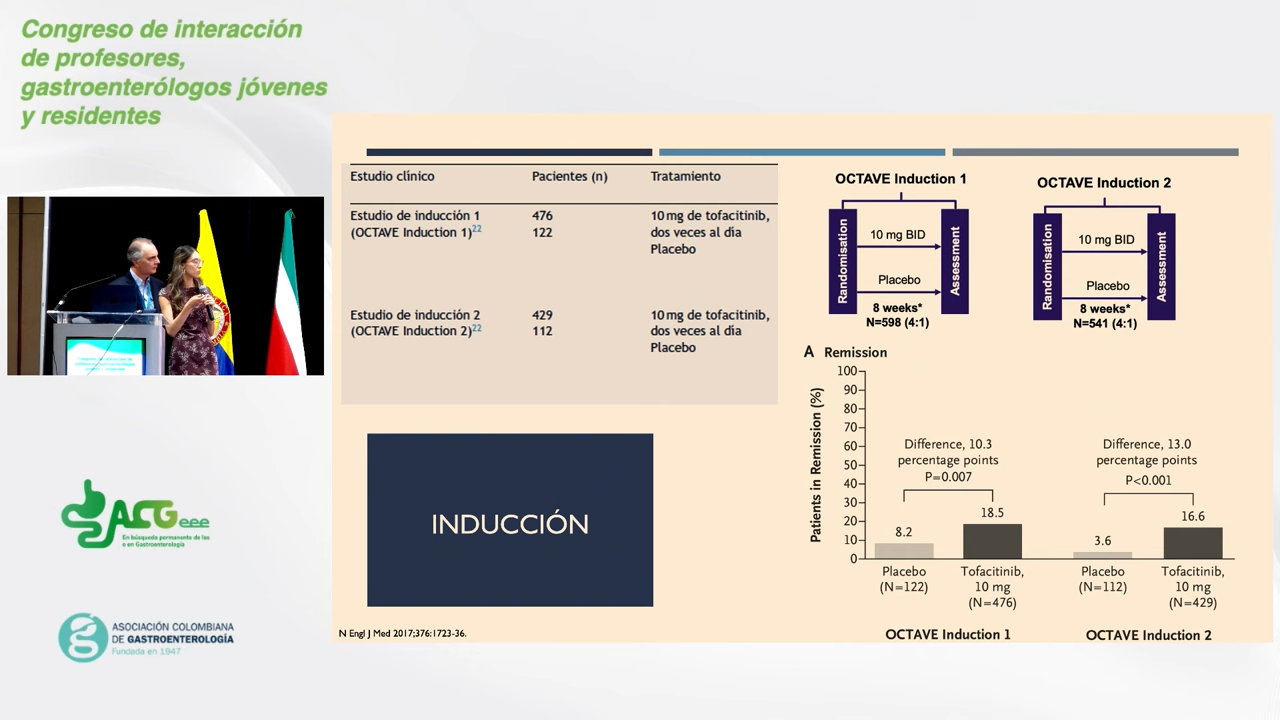 Congreso de interacción
de profesores,
gastroenterólogos jóvenes
y residentes
Estudio clínico Pacientes (n) Tratamiento
Estudio de inducción 1 476 10 mg de tofacitinib,
(OCTAVE Induction 1)22 122 dos veces al día
Placebo
Estudio de inducción 2 429 10 mg de tofacitinib,
(OCTAVE Induction 2)22 112 dos veces al día
Placebo
INDUCCIÓN
N Engl J Med 2017;376:1723-36.
OCTAVE Induction 1
Randomisation
10 mg BID
Placebo
Assessment
8 weeks*
N=598 (4:1)
OCTAVE Induction 2
Randomisation
10 mg BID
Placebo
Assessment
8 weeks*
N=541 (4:1)
A Remission
Patients in Remission (%)
100
90
80
70
60
50
40
30
20
10
0
Difference, 10.3
percentage points
P=0.007
8.2
18.5
Placebo
(N=122)
Tofacitinib,
10 mg
(N=476)
OCTAVE Induction 1
Difference, 13.0
percentage points
P<0.001
3.6
16.6
Placebo
(N=112)
Tofacitinib,
10 mg
(N=429)
OCTAVE Induction 2
ACGeee
En búsqueda permanente de las
e en Gastroenterología
ASOCIACIÓN COLOMBIANA
DE GASTROENTEROLOGÍA
Fundada en 1947